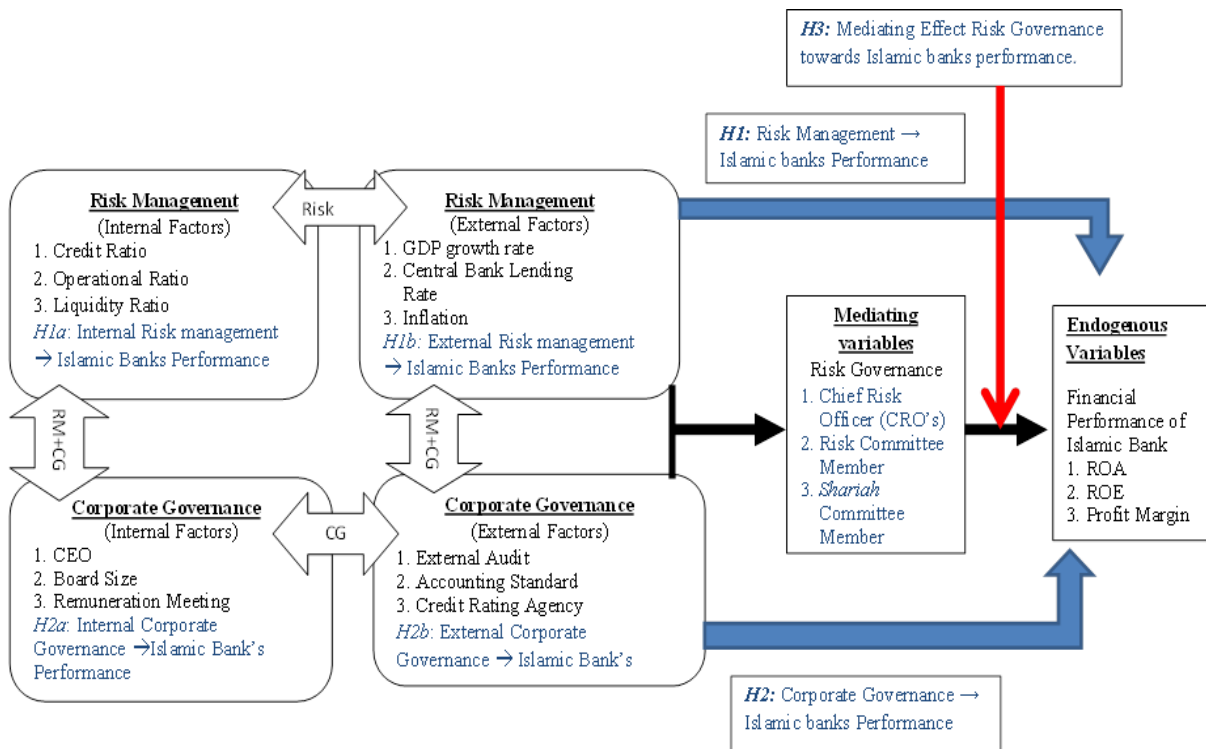 H3: Mediating Effect Risk Governance
towards Islamic banks performance.
H1: Risk Management →
Islamic banks Performance
Risk Management
(Internal Factors)
1. Credit Ratio
2. Operational Ratio
3. Liquidity Ratio
H1a: Internal Risk management
→ Islamic Banks Performance
Risk
Risk Management
(External Factors)
1. GDP growth rate
2. Central Bank Lending
Rate
3. Inflation
H1b: External Risk management
→ Islamic Banks Performance
RM+CG
RM+CG
Corporate Governance
(Internal Factors)
1. CEO
2. Board Size
3. Remuneration Meeting
H2a: Internal Corporate
Governance →Islamic Bank's
Performance
CG
Corporate Governance
(External Factors)
1. External Audit
2. Accounting Standard
3. Credit Rating Agency
H2b: External Corporate
Governance → Islamic Bank's
Mediating
variables
Risk Governance
1. Chief Risk
Officer (CRO's)
2. Risk Committee
Member
3. Shariah
Committee
Member
Endogenous
Variables
Financial
Performance of
Islamic Bank
1. ROA
2. ROE
3. Profit Margin
H2: Corporate Governance →
Islamic banks Performance